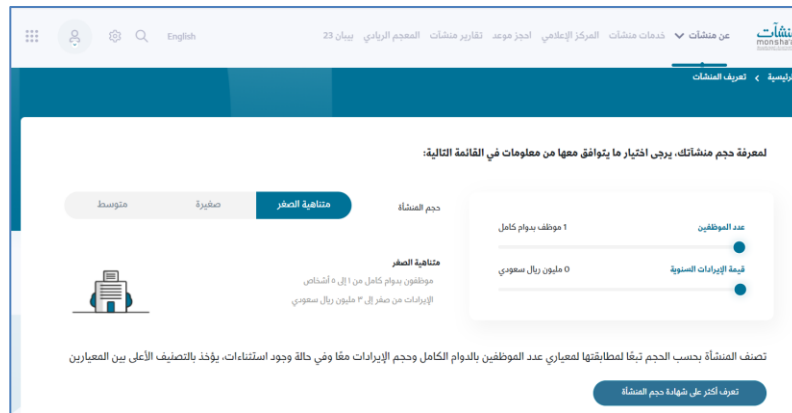 منشآت
monsha'a
عن منشآت
خدمات منشآت
المركز الإعلامي
احجز موعد
تقارير منشآت
المعجم الريادي
بيبان 23
English
الرئيسية > تعريف المنشآت
لمعرفة حجم منشآتك، يرجى اختيار ما يتوافق معها من معلومات في القائمة التالية:
عدد الموظفين
1 موظف بدوام كامل
قيمة الإيرادات السنوية
0 مليون ريال سعودي
حجم المنشأة
متناهية الصغر
صغيرة
متوسط
متناهية الصغر
موظفون بدوام كامل من ١ إلى ٥ أشخاص
الإيرادات من صفر إلى ٣ مليون ريال سعودي
تصنف المنشأة بحسب الحجم تبعًا لمطابقتها لمعياري عدد الموظفين بالدوام الكامل وحجم الإيرادات معًا وفي حالة وجود استثناءات، يؤخذ بالتصنيف الأعلى بين المعيارين
تعرف أكثر على شهادة حجم المنشأة